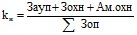 kн = (Зауп + Зохн + Ам.охн) / ∑ Зоп